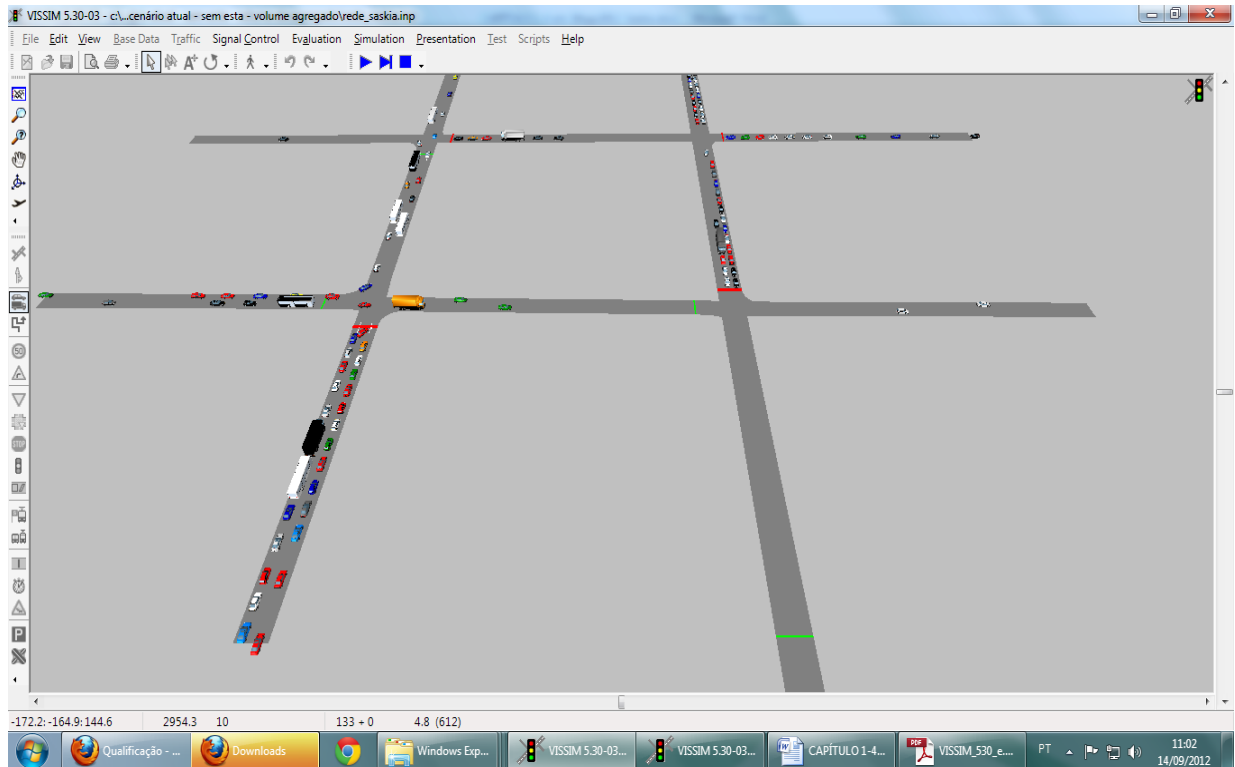 VISSIM 5.30-03 - c:\...cenário atual - sem esta - volume agregado\rede_saskia.inp
File Edit View Base Data Traffic Signal Control Evaluation Simulation Presentation Test Scripts Help
50
STOP
P
-172.2:-164.9:144.6 2954.3 10 133 + 0 4.8 (612)
Qualificação - ... Downloads Windows Exp... VISSIM 5.30-03... VISSIM 5.30-03... CAPÍTULO 1-4... VISSIM_530_e.... PT 11:02
14/09/2012